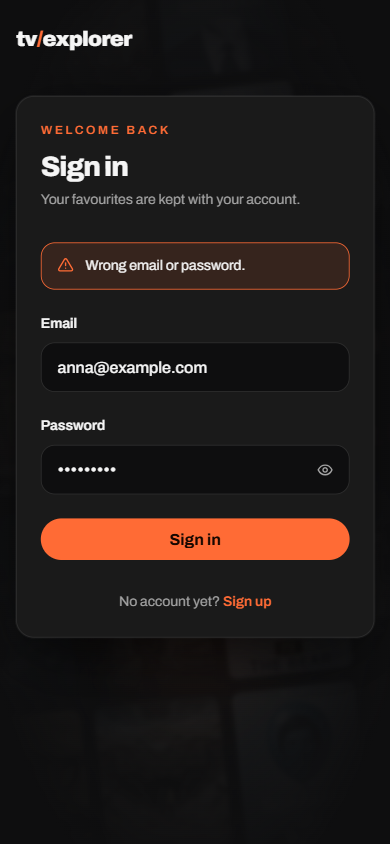 tv/explorer
WELCOME BACK
Sign in
Your favourites are kept with your account.
Wrong email or password.
Email
anna@example.com
Password
•••••••••
Sign in
No account yet? Sign up